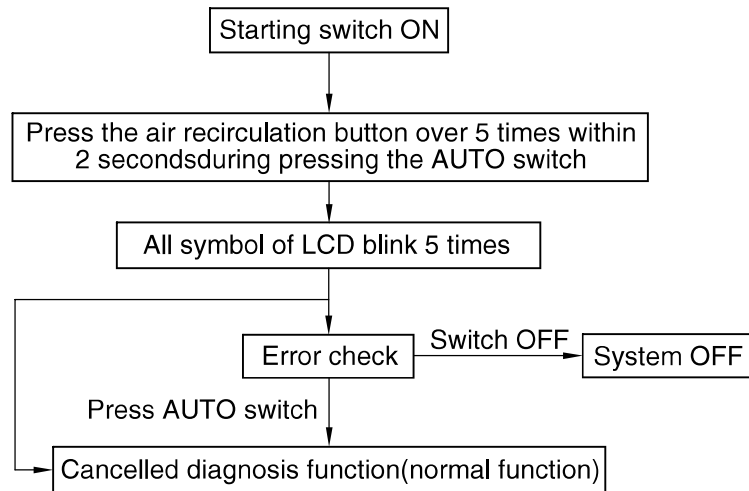 Starting switch ON
Press the air recirculation button over 5 times within
2 secondsduring pressing the AUTO switch
All symbol of LCD blink 5 times
Error check
Switch OFF
System OFF
Press AUTO switch
Cancelled diagnosis function(normal function)